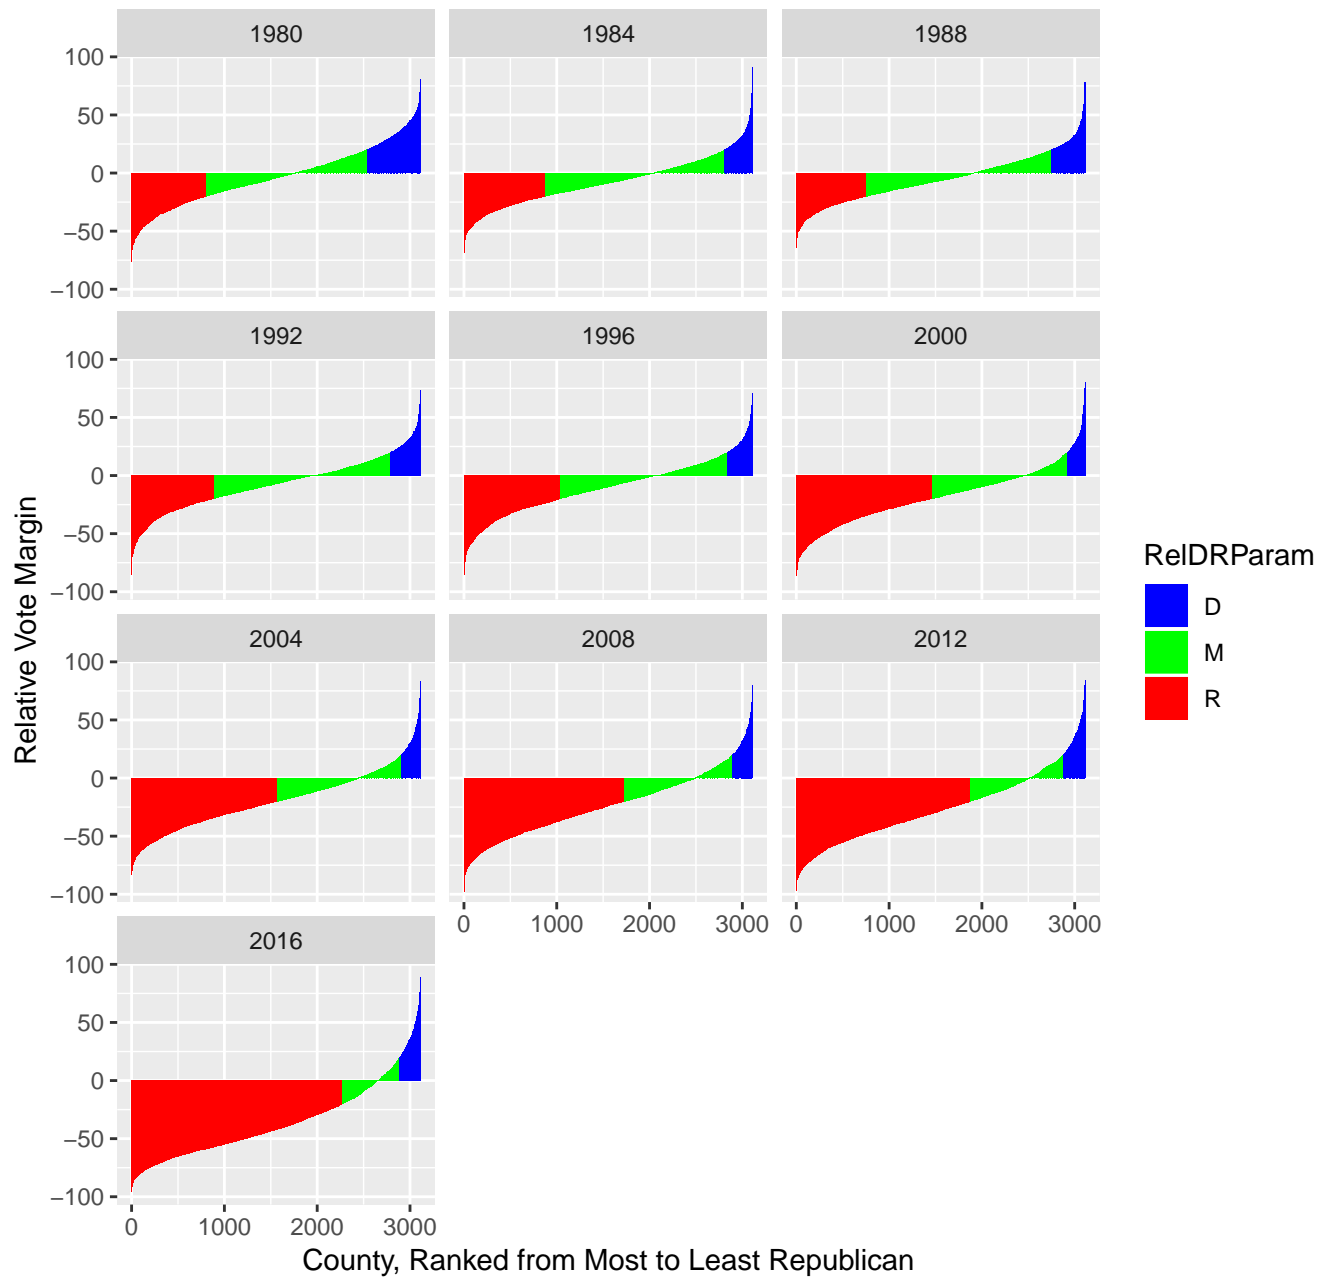 1980 1984 1988
100
50
0
−50
−100
1992 1996 2000
100
50
0
−50
−100
2004 2008 2012
100
50
0
−50
−100
0 1000 2000 3000 0 1000 2000 3000
2016
100
50
0
−50
−100
0 1000 2000 3000
County, Ranked from Most to Least Republican
Relative Vote Margin
RelDRParam
D
M
R